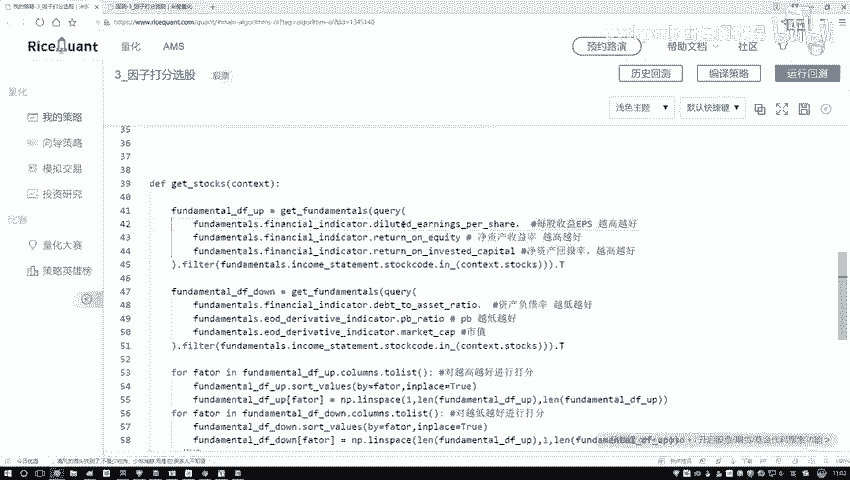 RiceQuant
量化
AMS
预约路演
帮助文档
社区
3_因子打分选股
股票
历史回测
编译策略
运行回测
浅色主题
默认快捷键
量化
我的策略
向导策略
模拟交易
投资研究
比赛
量化大赛
策略英雄榜
35
36
37
38
39 def get_stocks(context):
40
41 fundamental_df_up = get_fundamentals(query(
42 fundamentals.financial_indicator.diluted_earnings_per_share, #每股收益EPS 越高越好
43 fundamentals.financial_indicator.return_on_equity # 净资产收益率 越高越好
44 fundamentals.financial_indicator.return_on_invested_capital #净资产回报率，越高越好
45 ).filter(fundamentals.income_statement.stockcode.in_(context.stocks))).T
46
47 fundamental_df_down = get_fundamentals(query(
48 fundamentals.financial_indicator.debt_to_asset_ratio, #资产负债率 越低越好
49 fundamentals.eod_derivative_indicator.pb_ratio # pb 越低越好
50 fundamentals.eod_derivative_indicator.market_cap #市值
51 ).filter(fundamentals.income_statement.stockcode.in_(context.stocks))).T
52
53 for fator in fundamental_df_up.columns.tolist(): #对越高越好进行打分
54 fundamental_df_up.sort_values(by=fator,inplace=True)
55 fundamental_df_up[fator] = np.linspace(1,len(fundamental_df_up),len(fundamental_df_up))
56 for fator in fundamental_df_down.columns.tolist(): #对越低越好进行打分
57 fundamental_df_down.sort_values(by=fator,inplace=True)
58 fundamental_df_down[fator] = np.linspace(len(fundamental_df_up),1,len(
11:02